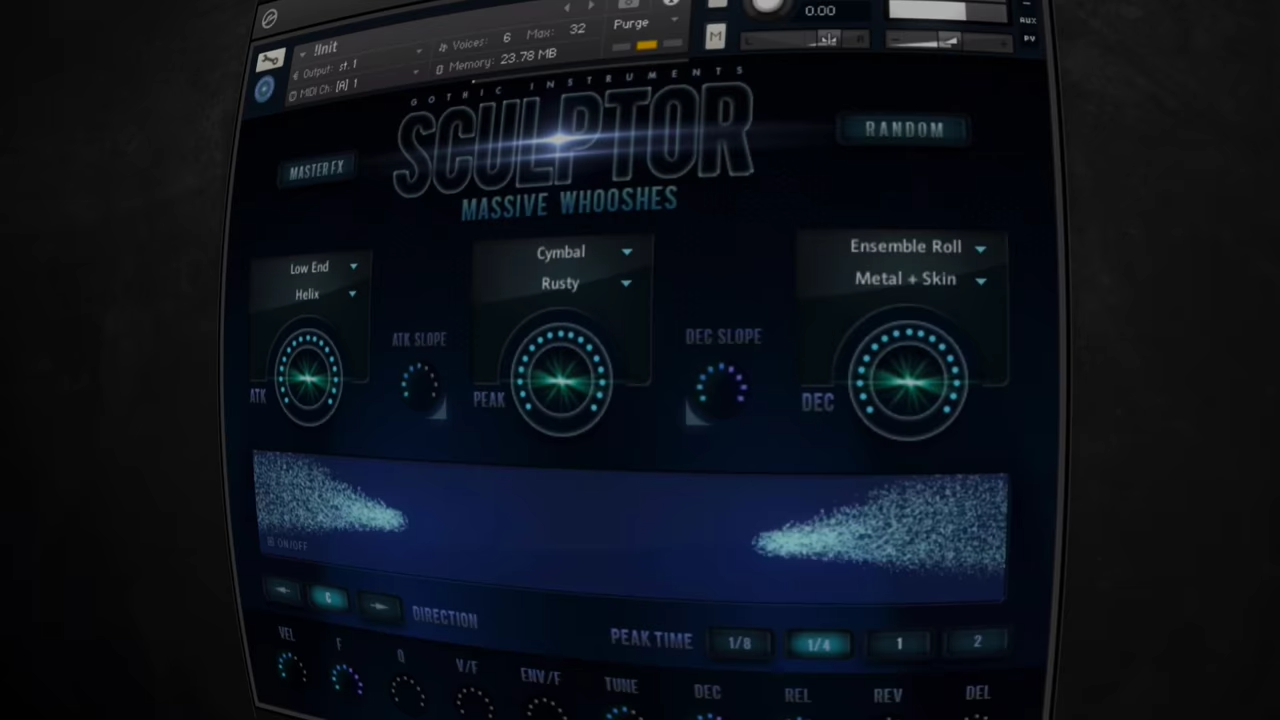 !Init
Output: st. 1
MIDI Ch: [A] 1
Voices: 6 Max: 32
Memory: 23.78 MB
Purge
M
0.00
L R
- +
AUX
PV
GOTHIC INSTRUMENTS
SCULPTOR
MASSIVE WHOOSHES
MASTER FX
RANDOM
Low End
Helix
Cymbal
Rusty
Ensemble Roll
Metal + Skin
ATK SLOPE
DEC SLOPE
ATK
PEAK
DEC
ON/OFF
C
DIRECTION
PEAK TIME 1/8 1/4 1 2
VEL F Q V/F ENV/F TUNE DEC REL REV DEL